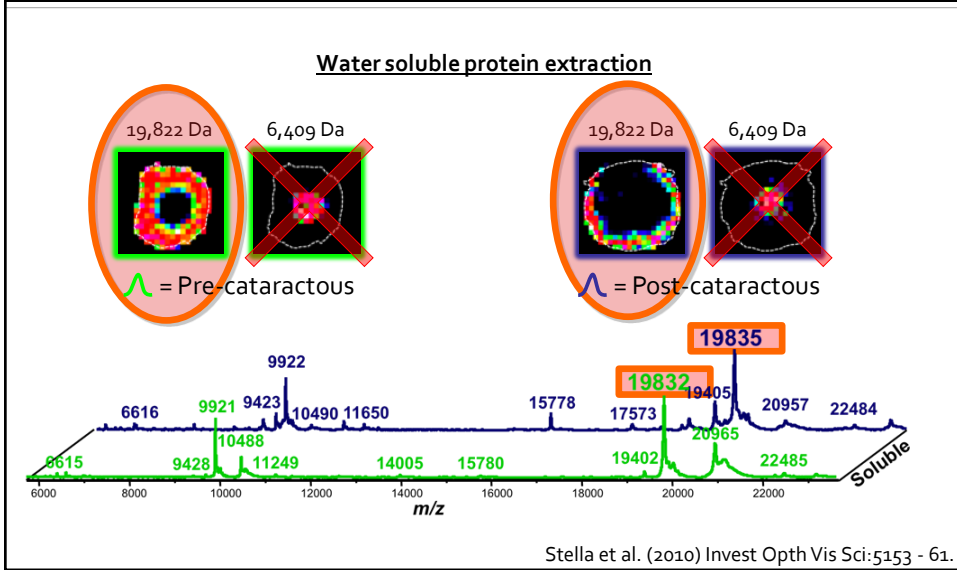 Water soluble protein extraction
19,822 Da
6,409 Da
19,822 Da
6,409 Da
= Pre-cataractous
= Post-cataractous
19835
9922
19832
19405
6616
9423
10490
11650
15778
17573
20957
22484
9921
10488
20965
6615
9428
11249
14005
15780
19402
22485
Soluble
6000 8000 10000 12000 14000 16000 18000 20000 22000
m/z
Stella et al. (2010) Invest Opth Vis Sci:5153 - 61.